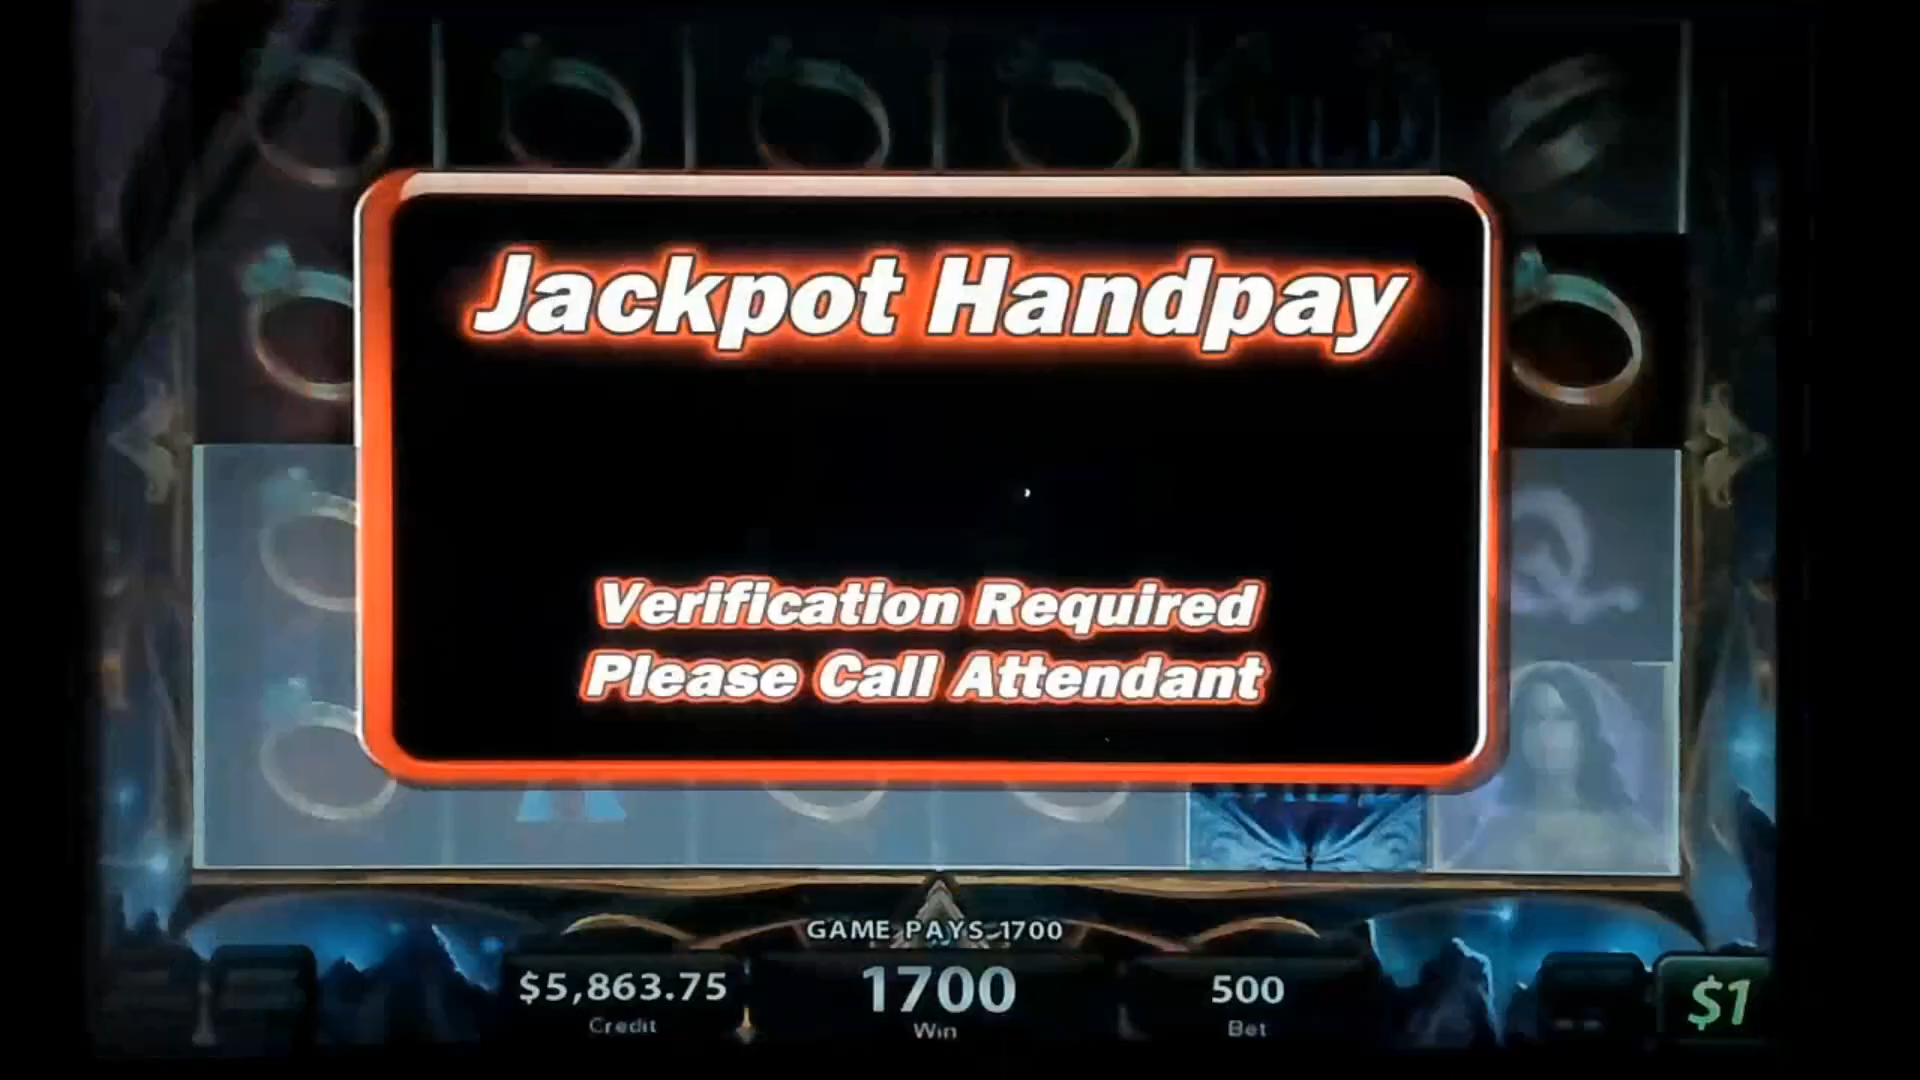 Jackpot Handpay
Verification Required
Please Call Attendant
GAME PAYS 1700
$5,863.75
Credit
1700
Win
500
Bet
$1